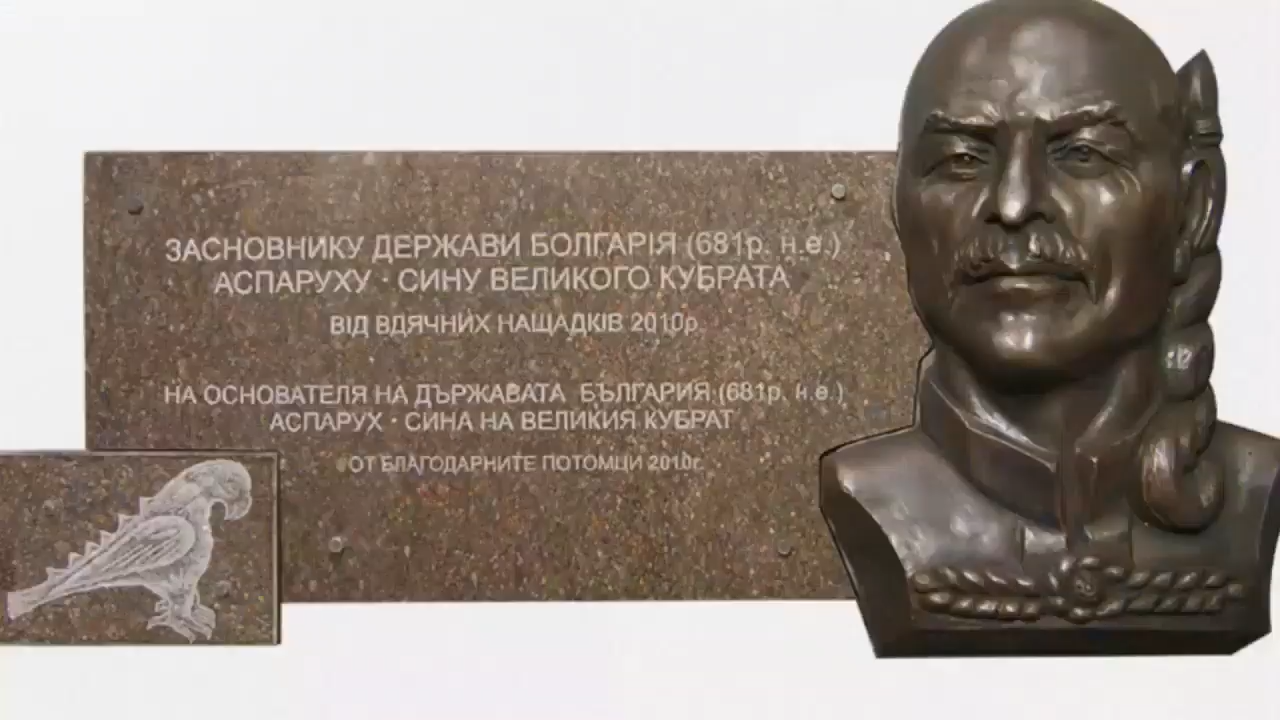 ЗАСНОВНИКУ ДЕРЖАВИ БОЛГАРІЯ (681р. н.е.)
АСПАРУХУ · СИНУ ВЕЛИКОГО КУБРАТА
ВІД ВДЯЧНИХ НАЩАДКІВ 2010р.
НА ОСНОВАТЕЛЯ НА ДЪРЖАВАТА БЪЛГАРИЯ (681р. н.е.)
АСПАРУХ · СИНА НА ВЕЛИКИЯ КУБРАТ
ОТ БЛАГОДАРНИТЕ ПОТОМЦИ 2010г.